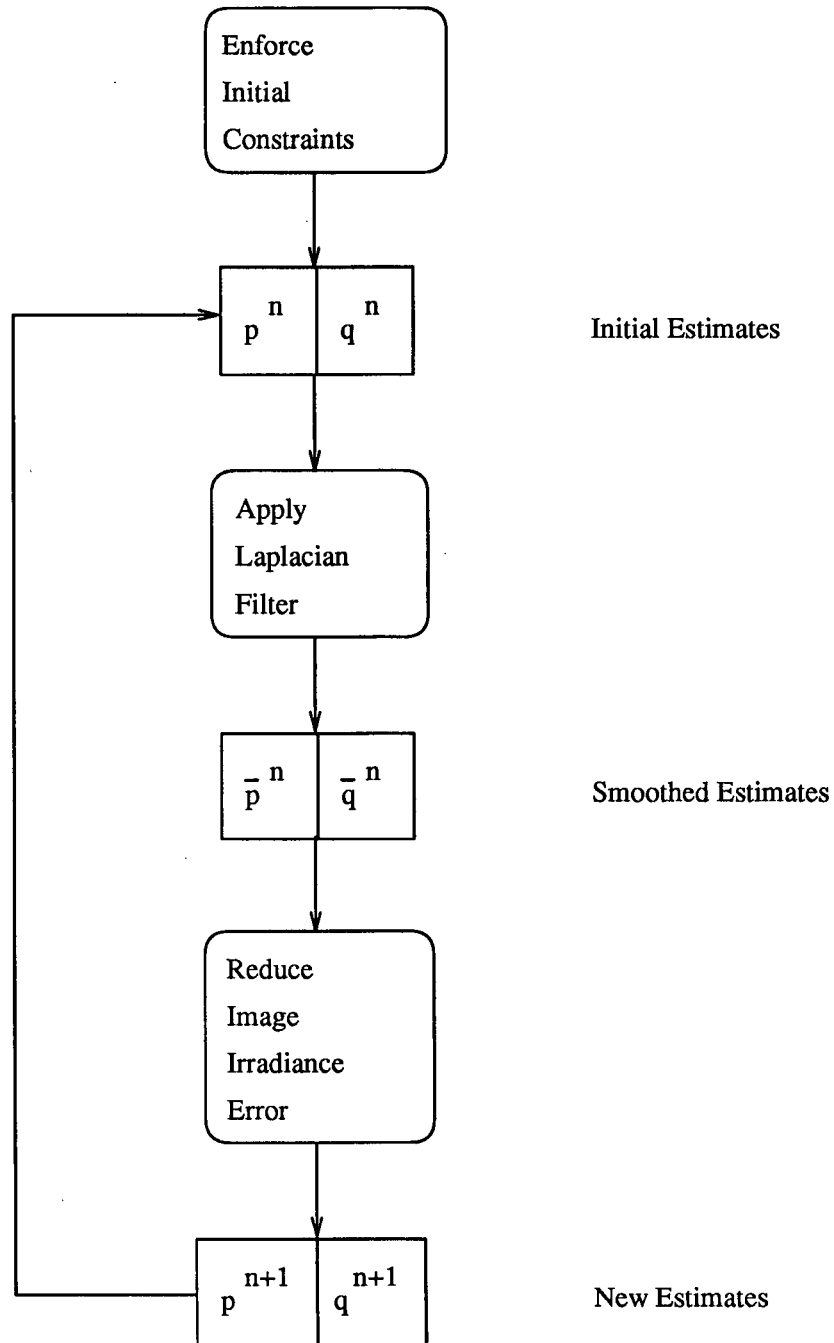 Enforce
Initial
Constraints
p^n q^n
Initial Estimates
Apply
Laplacian
Filter
p̄^n q̄^n
Smoothed Estimates
Reduce
Image
Irradiance
Error
p^n+1 q^n+1
New Estimates